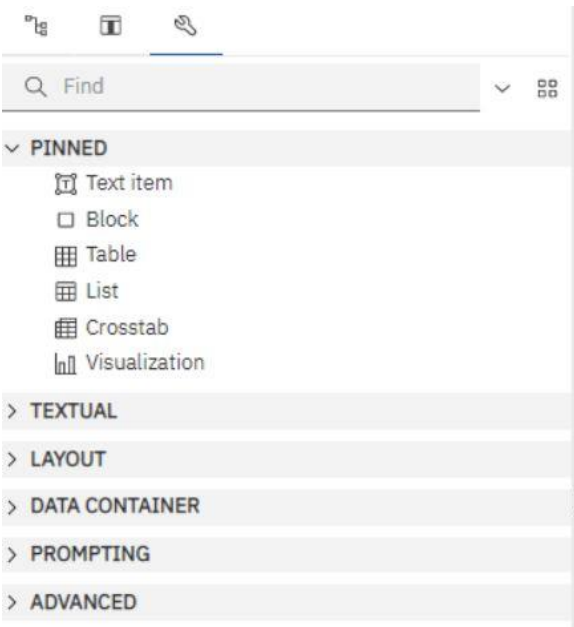 Find
PINNED
Text item
Block
Table
List
Crosstab
Visualization
TEXTUAL
LAYOUT
DATA CONTAINER
PROMPTING
ADVANCED